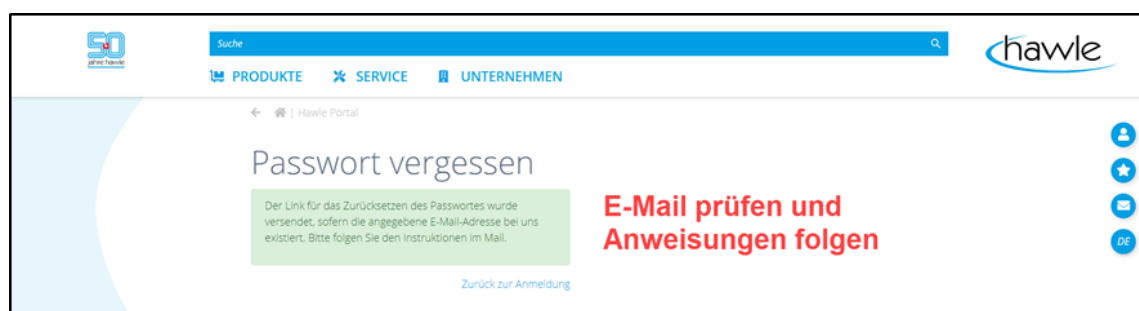 50
jahre hawle
Suche
hawle
PRODUKTE SERVICE UNTERNEHMEN
| Hawle Portal
Passwort vergessen
Der Link für das Zurücksetzen des Passwortes wurde
versendet, sofern die angegebene E-Mail-Adresse bei uns
existiert. Bitte folgen Sie den Instruktionen im Mail.
Zurück zur Anmeldung
E-Mail prüfen und
Anweisungen folgen
DE